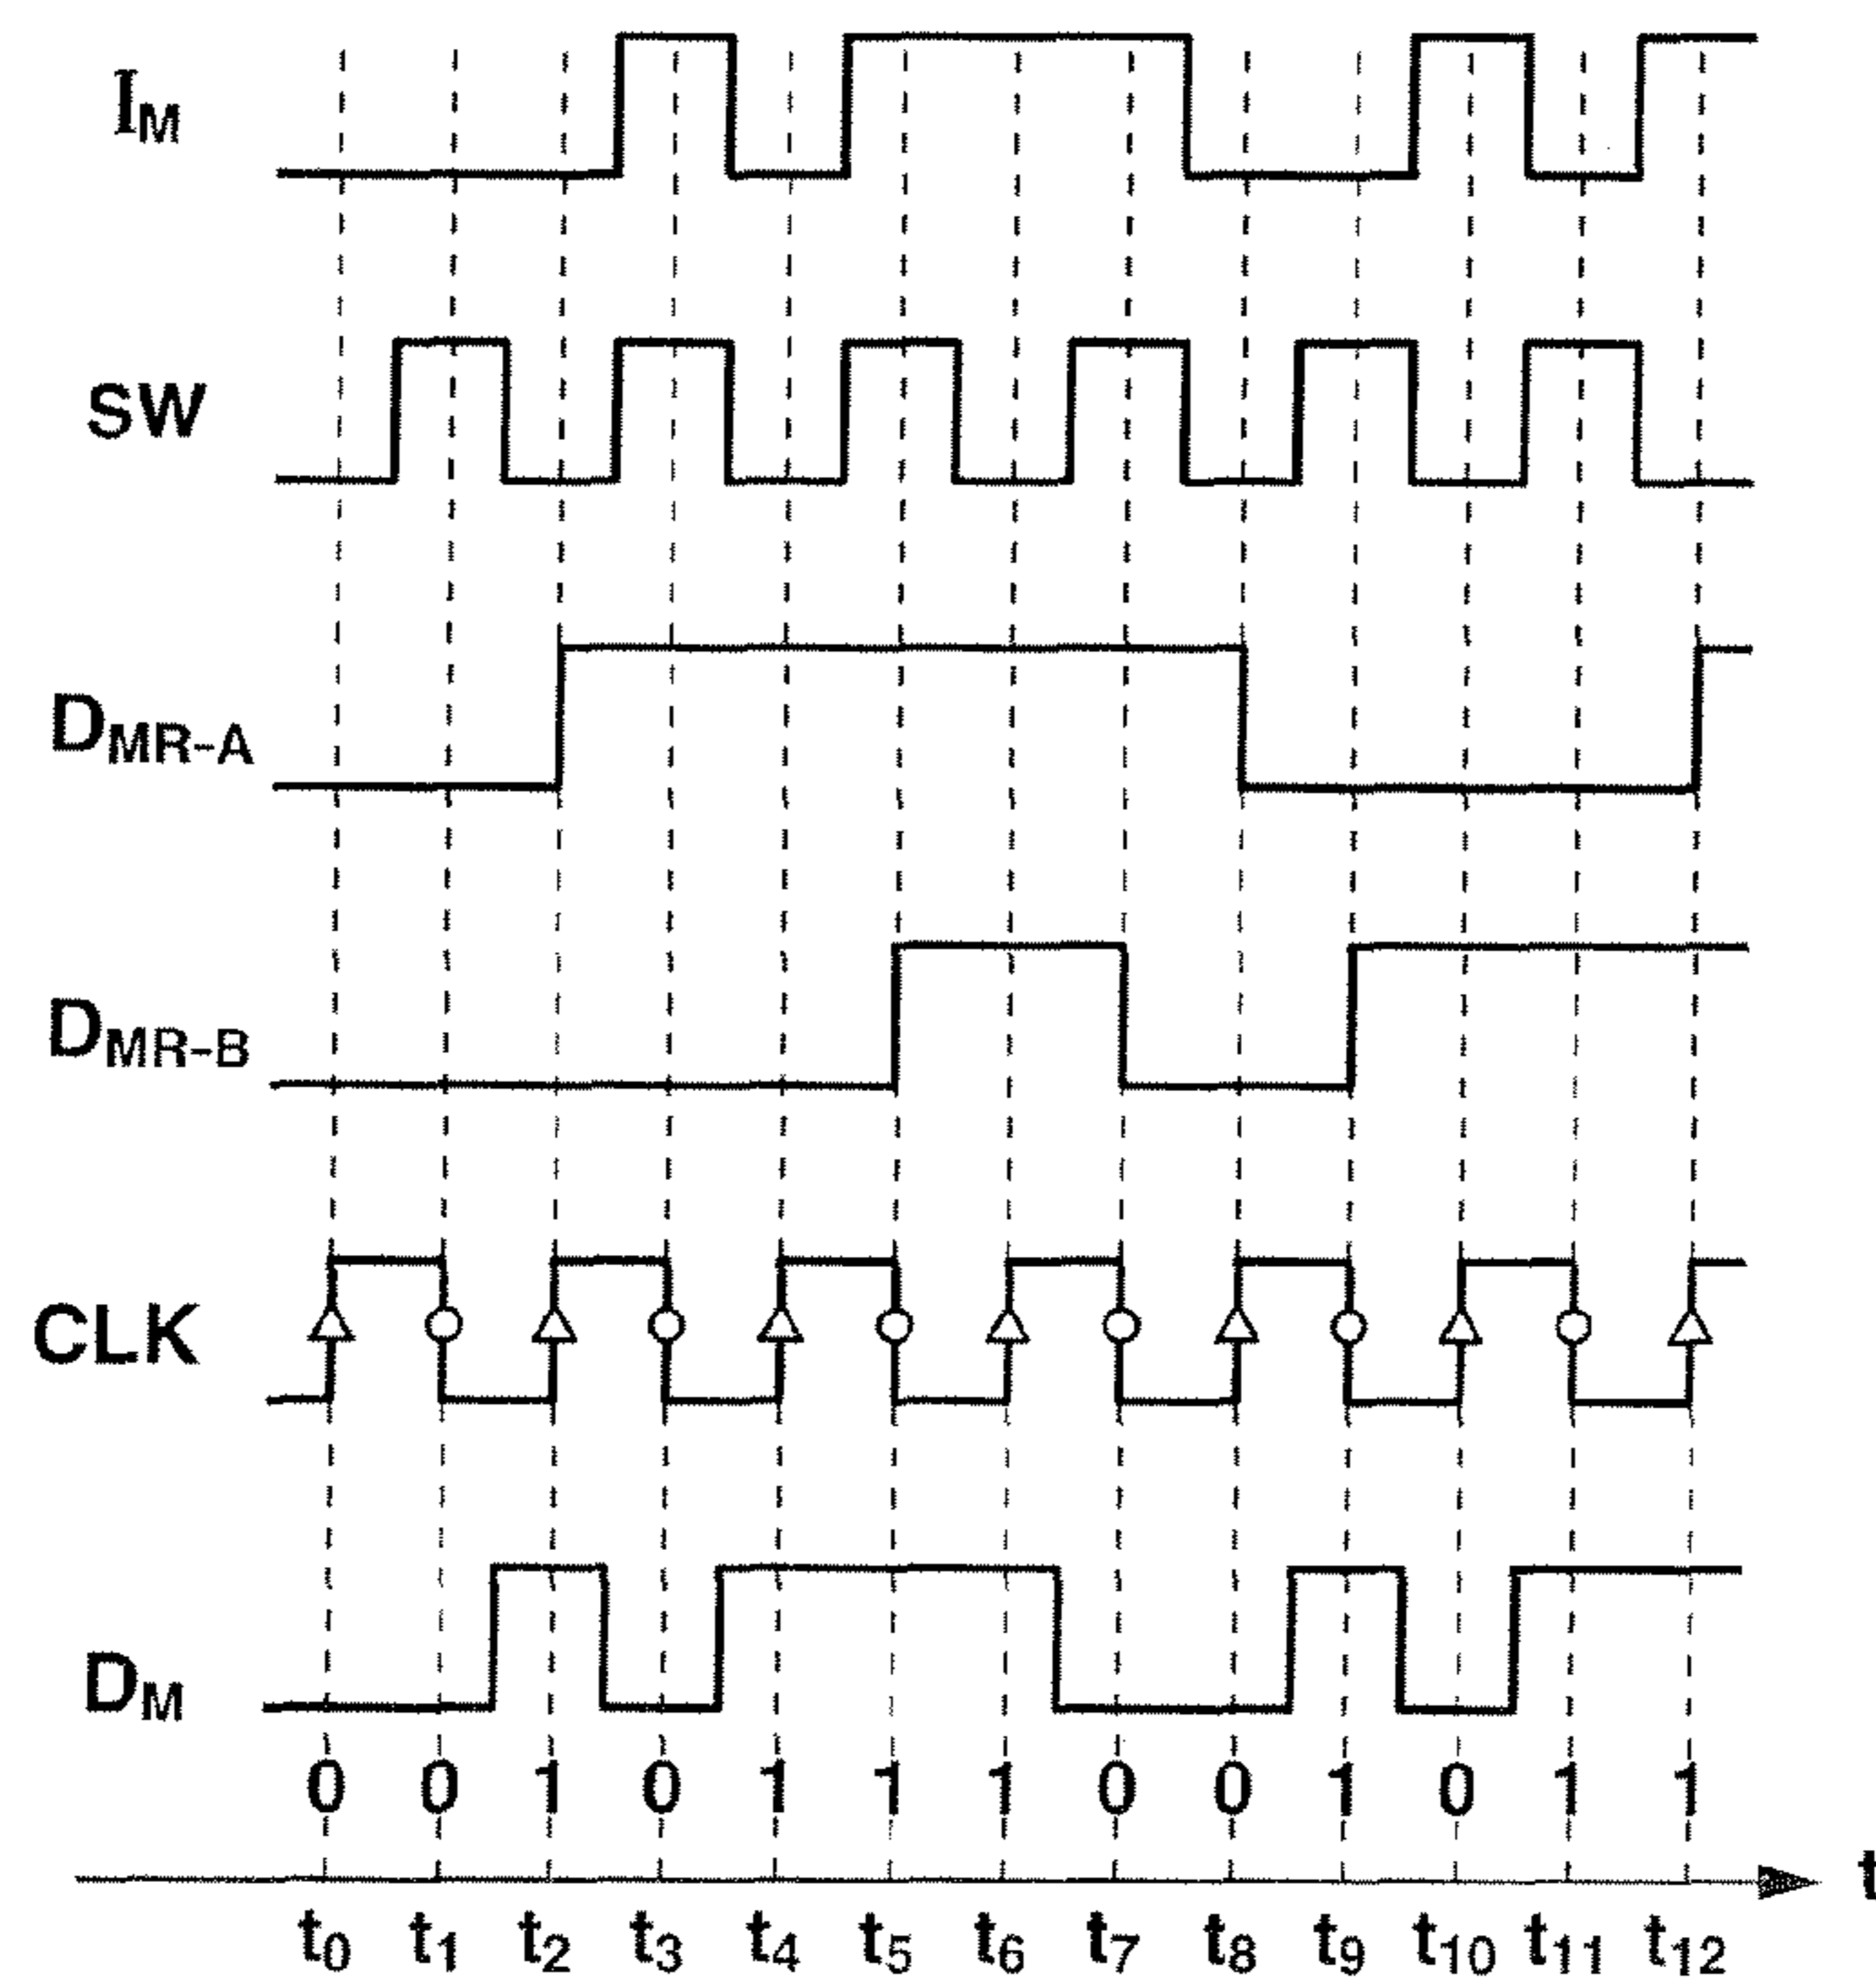 I_M
SW
D_MR-A
D_MR-B
CLK
D_M
0 0 1 0 1 1 1 0 0 1 0 1 1
t
t_0 t_1 t_2 t_3 t_4 t_5 t_6 t_7 t_8 t_9 t_10 t_11 t_12